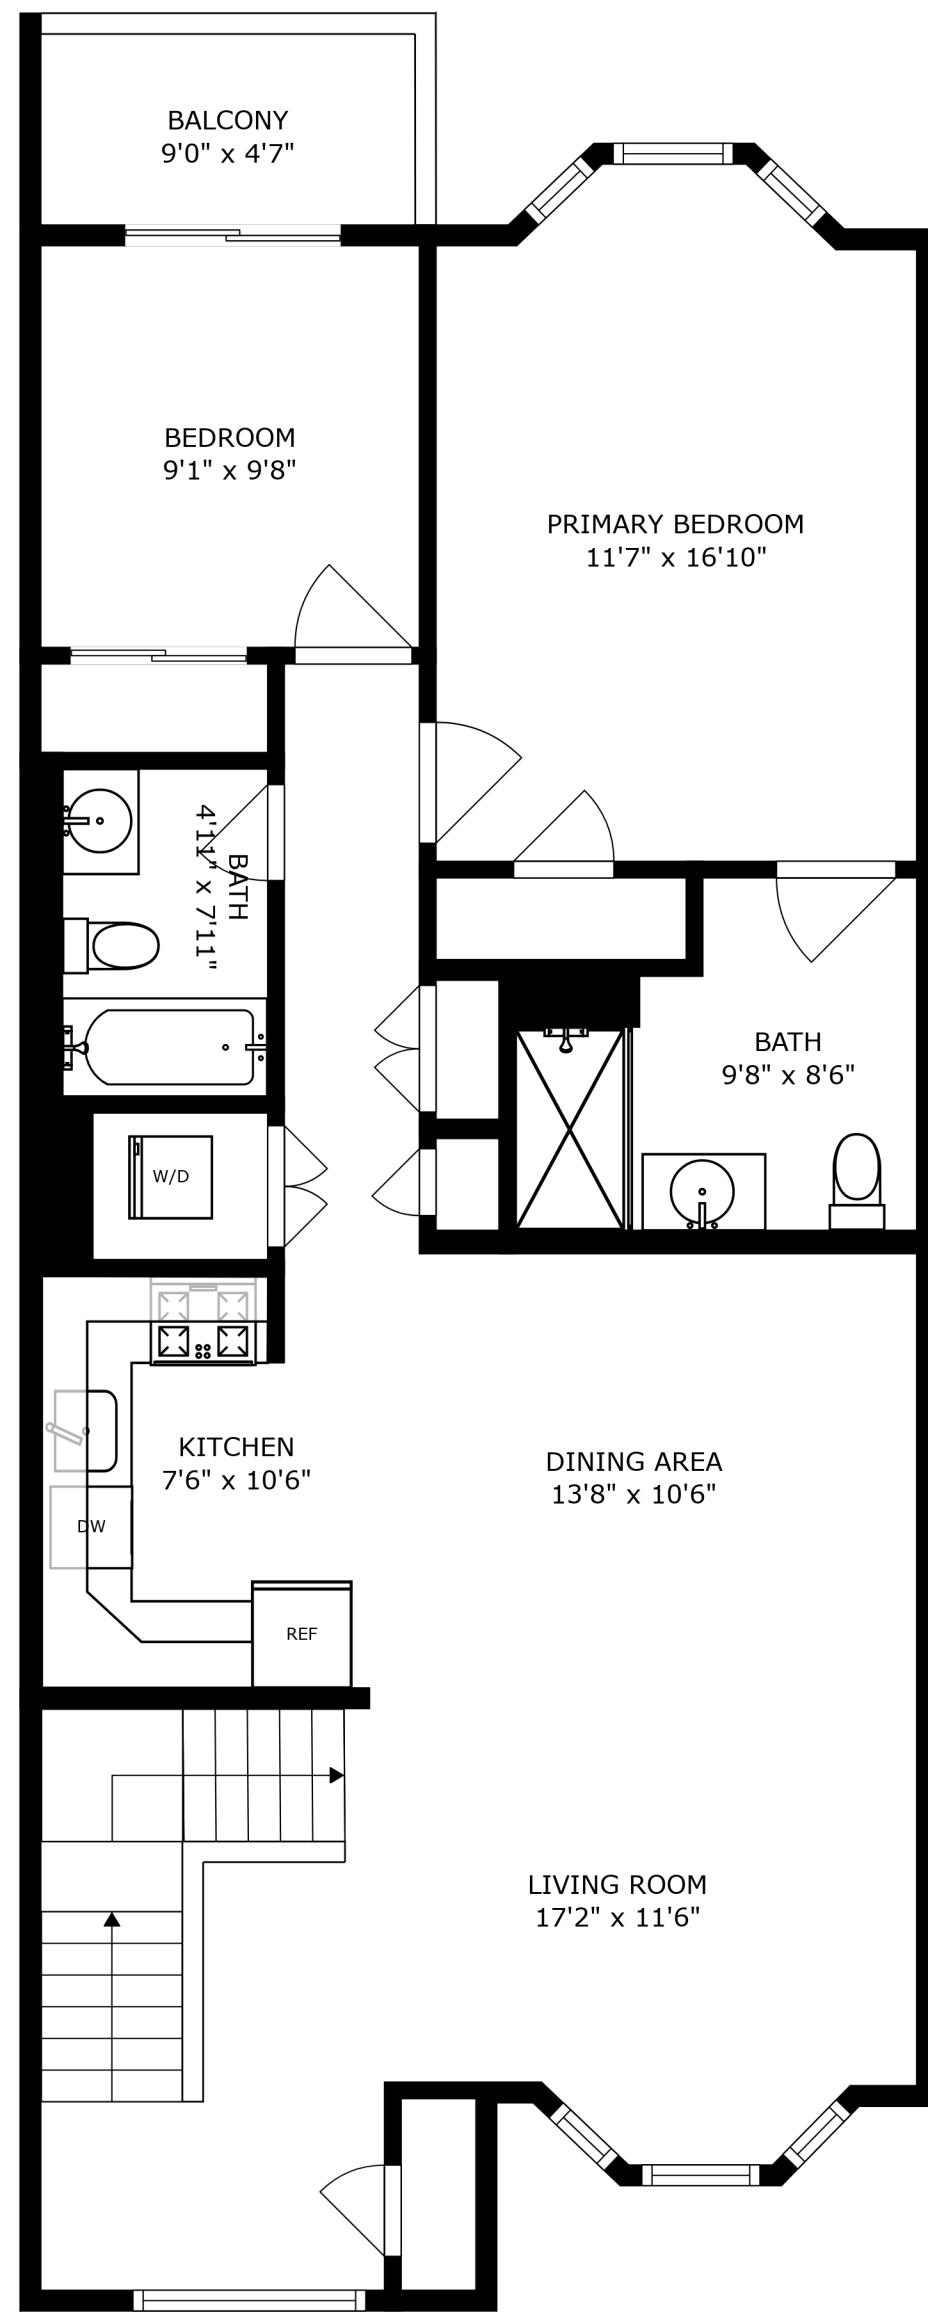 BALCONY
9'0" x 4'7"
BEDROOM
9'1" x 9'8"
PRIMARY BEDROOM
11'7" x 16'10"
BATH
4'11" x 7'11"
BATH
9'8" x 8'6"
W/D
KITCHEN
7'6" x 10'6"
DINING AREA
13'8" x 10'6"
DW
REF
LIVING ROOM
17'2" x 11'6"